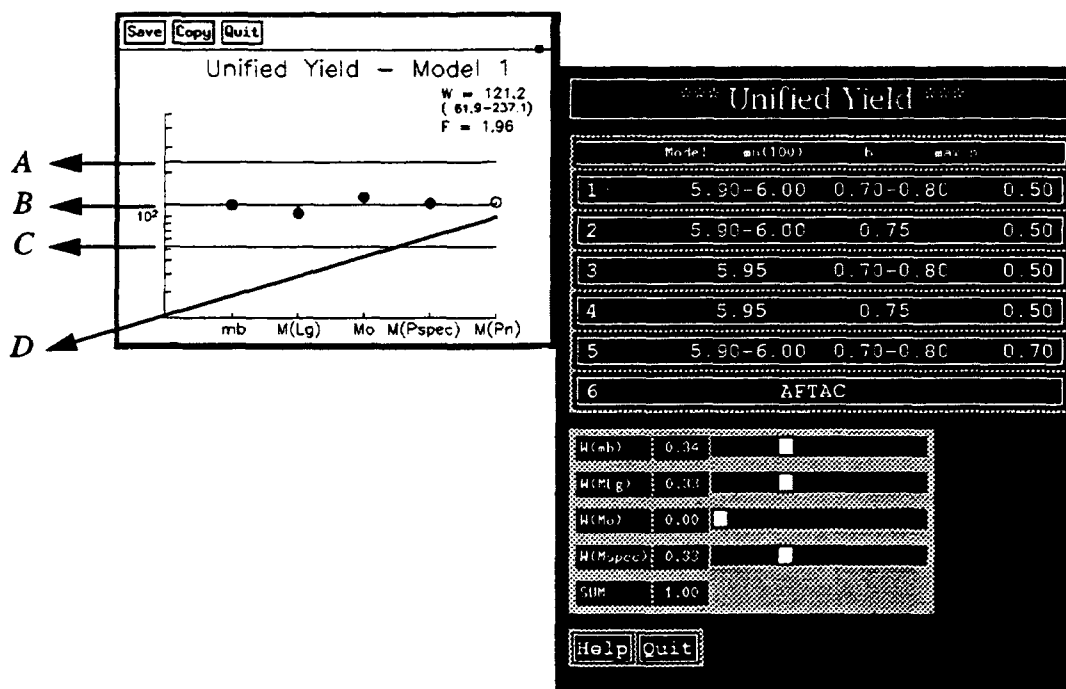 Save Copy Quit
Unified Yield - Model 1
W = 121.2
( 61.9-237.1)
F = 1.96
A
B
C
D
10²
mb M(Lg) Mo M(Pspec) M(Pn)
*** Unified Yield ***
Model b
1 5.90-6.00 0.70-0.80 0.50
2 5.90-6.00 0.75 0.50
3 5.95 0.70-0.80 0.50
4 5.95 0.75 0.50
5 5.90-6.00 0.70-0.80 0.70
6 AFTAC
W(mb) 0.34
W(MLg) 0.33
W(Mo) 0.00
W(Mspec) 0.33
SUM 1.00
Help Quit